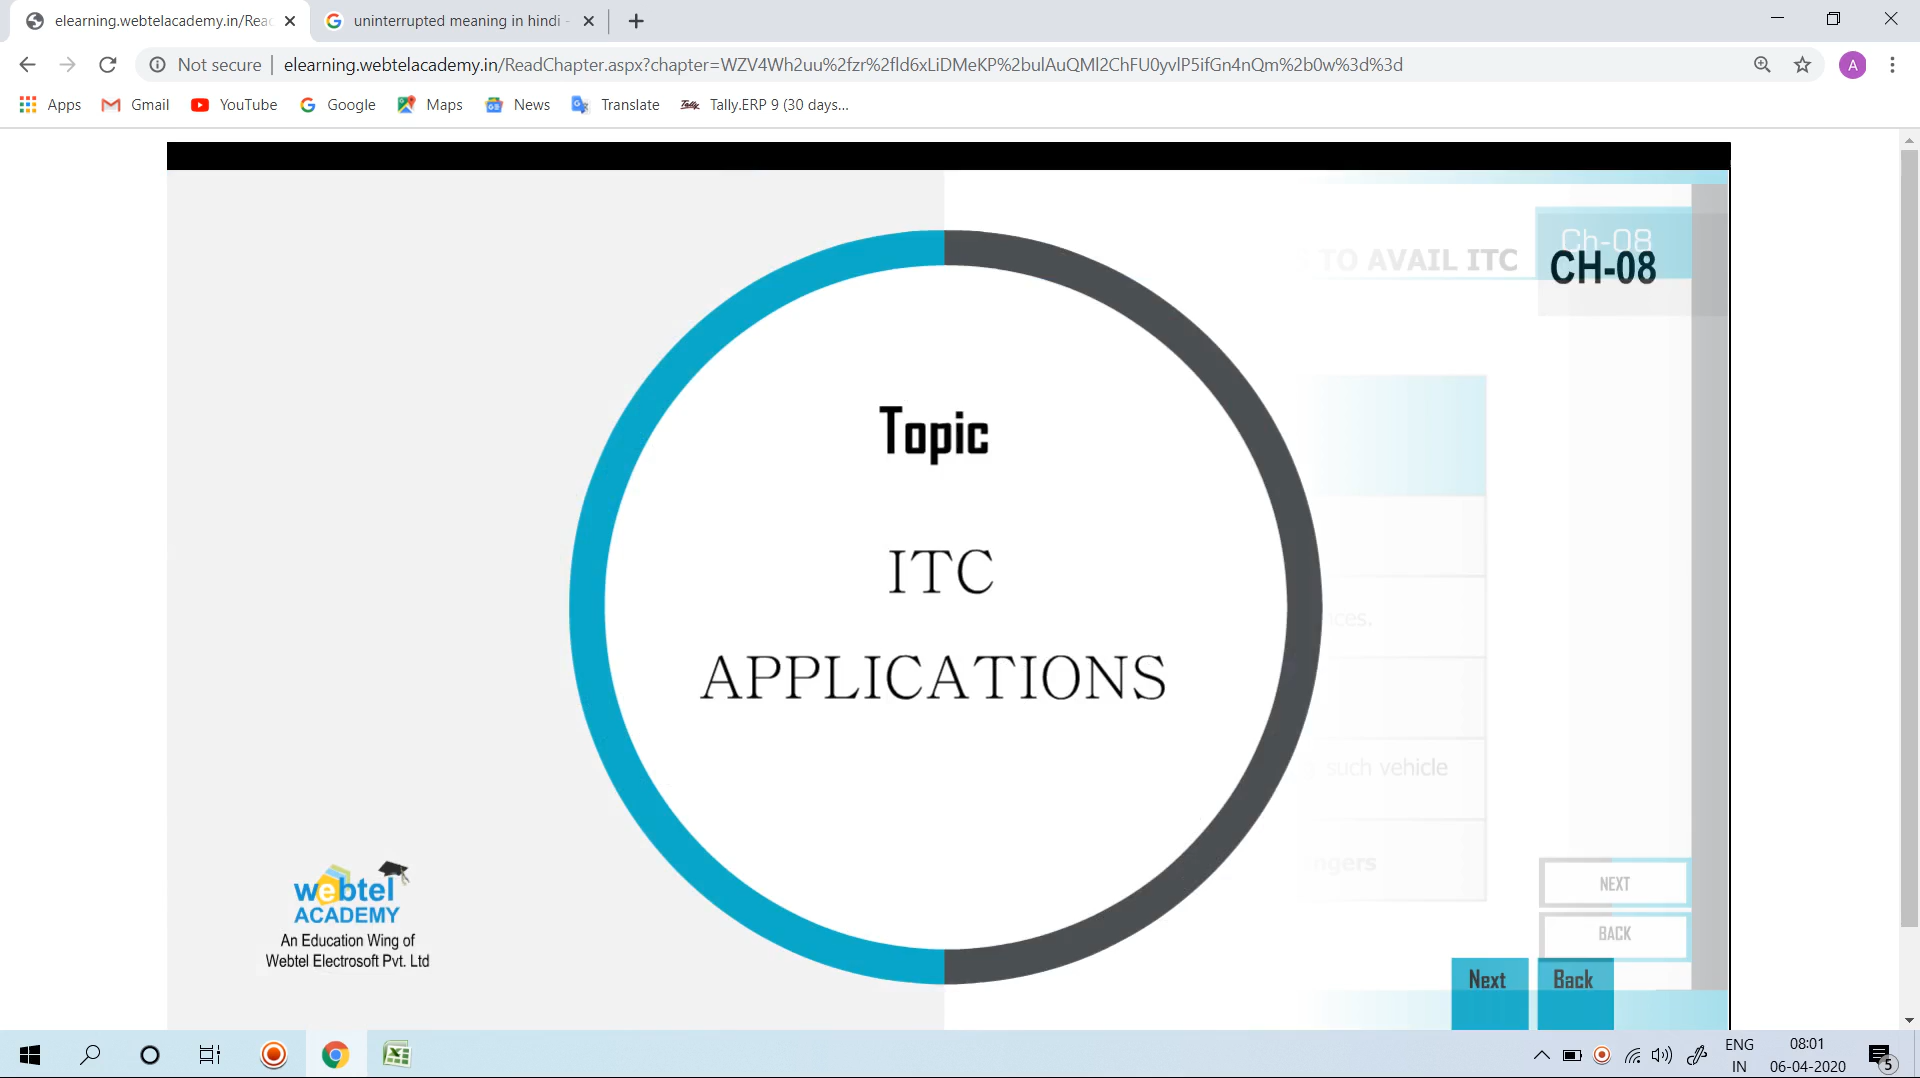 elearning.webtelacademy.in/Read
uninterrupted meaning in hindi -
Not secure | elearning.webtelacademy.in/ReadChapter.aspx?chapter=WZV4Wh2uu%2fzr%2fld6xLiDMeKP%2bulAuQMl2ChFU0yvlP5ifGn4nQm%2b0w%3d%3d
A
Apps Gmail YouTube Google Maps News Translate Tally.ERP 9 (30 days...
Ch-08
TO AVAIL ITC
CH-08
Topic
ITC
APPLICATIONS
such vehicle
NEXT
BACK
webtel
ACADEMY
An Education Wing of
Webtel Electrosoft Pvt. Ltd
Next Back
ENG
IN
08:01
06-04-2020
5